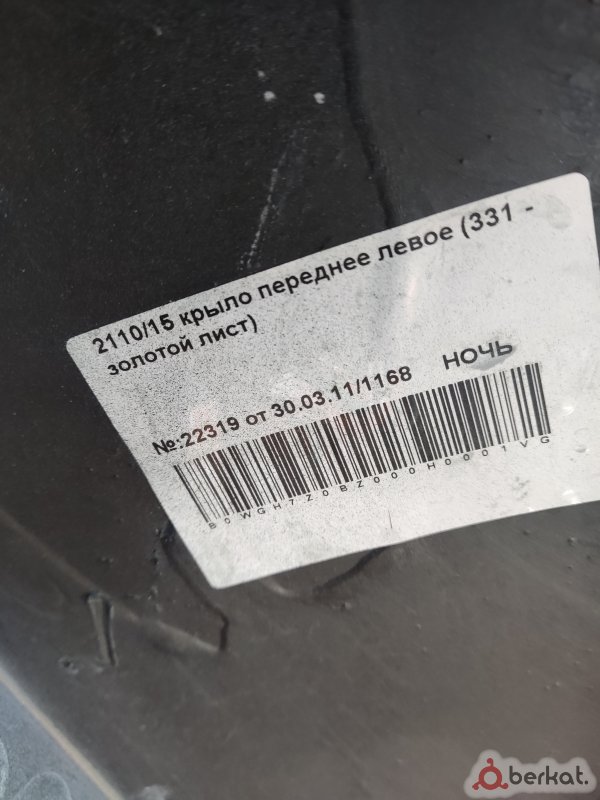 2110/15 крыло переднее левое (331 -
золотой лист)
№:22319 от 30.03.11/1168 НОЧЬ
B0WGH7Z0BZ000H0001VG
berkat.